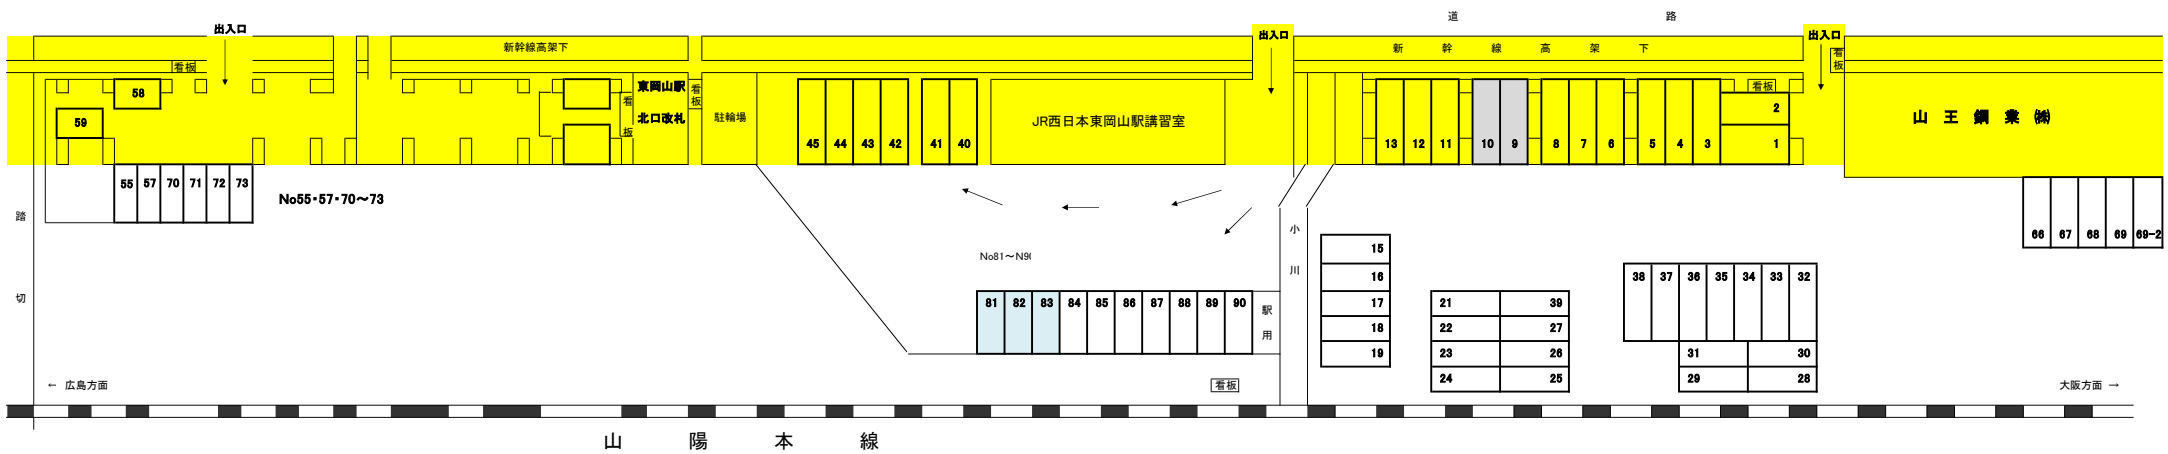 道 路
出入口
出入口
出入口
新幹線高架下
新 幹 線 高 架 下
看板
看板
看板
看板
看板
58
59
東岡山駅
北口改札
駐輪場
45 44 43 42 41 40
JR西日本東岡山駅講習室
13 12 11 10 9 8 7 6 5 4 3
2
1
山 王 鋼 業 ㈱
55 57 70 71 72 73
No55・57・70～73
踏切
小川
66 67 68 69 69-2
No81～N90
81 82 83 84 85 86 87 88 89 90
駅用
15
16
17
18
19
21 39
22 27
23 26
24 25
38 37 36 35 34 33 32
31 30
29 28
← 広島方面
看板
大阪方面 →
山 陽 本 線